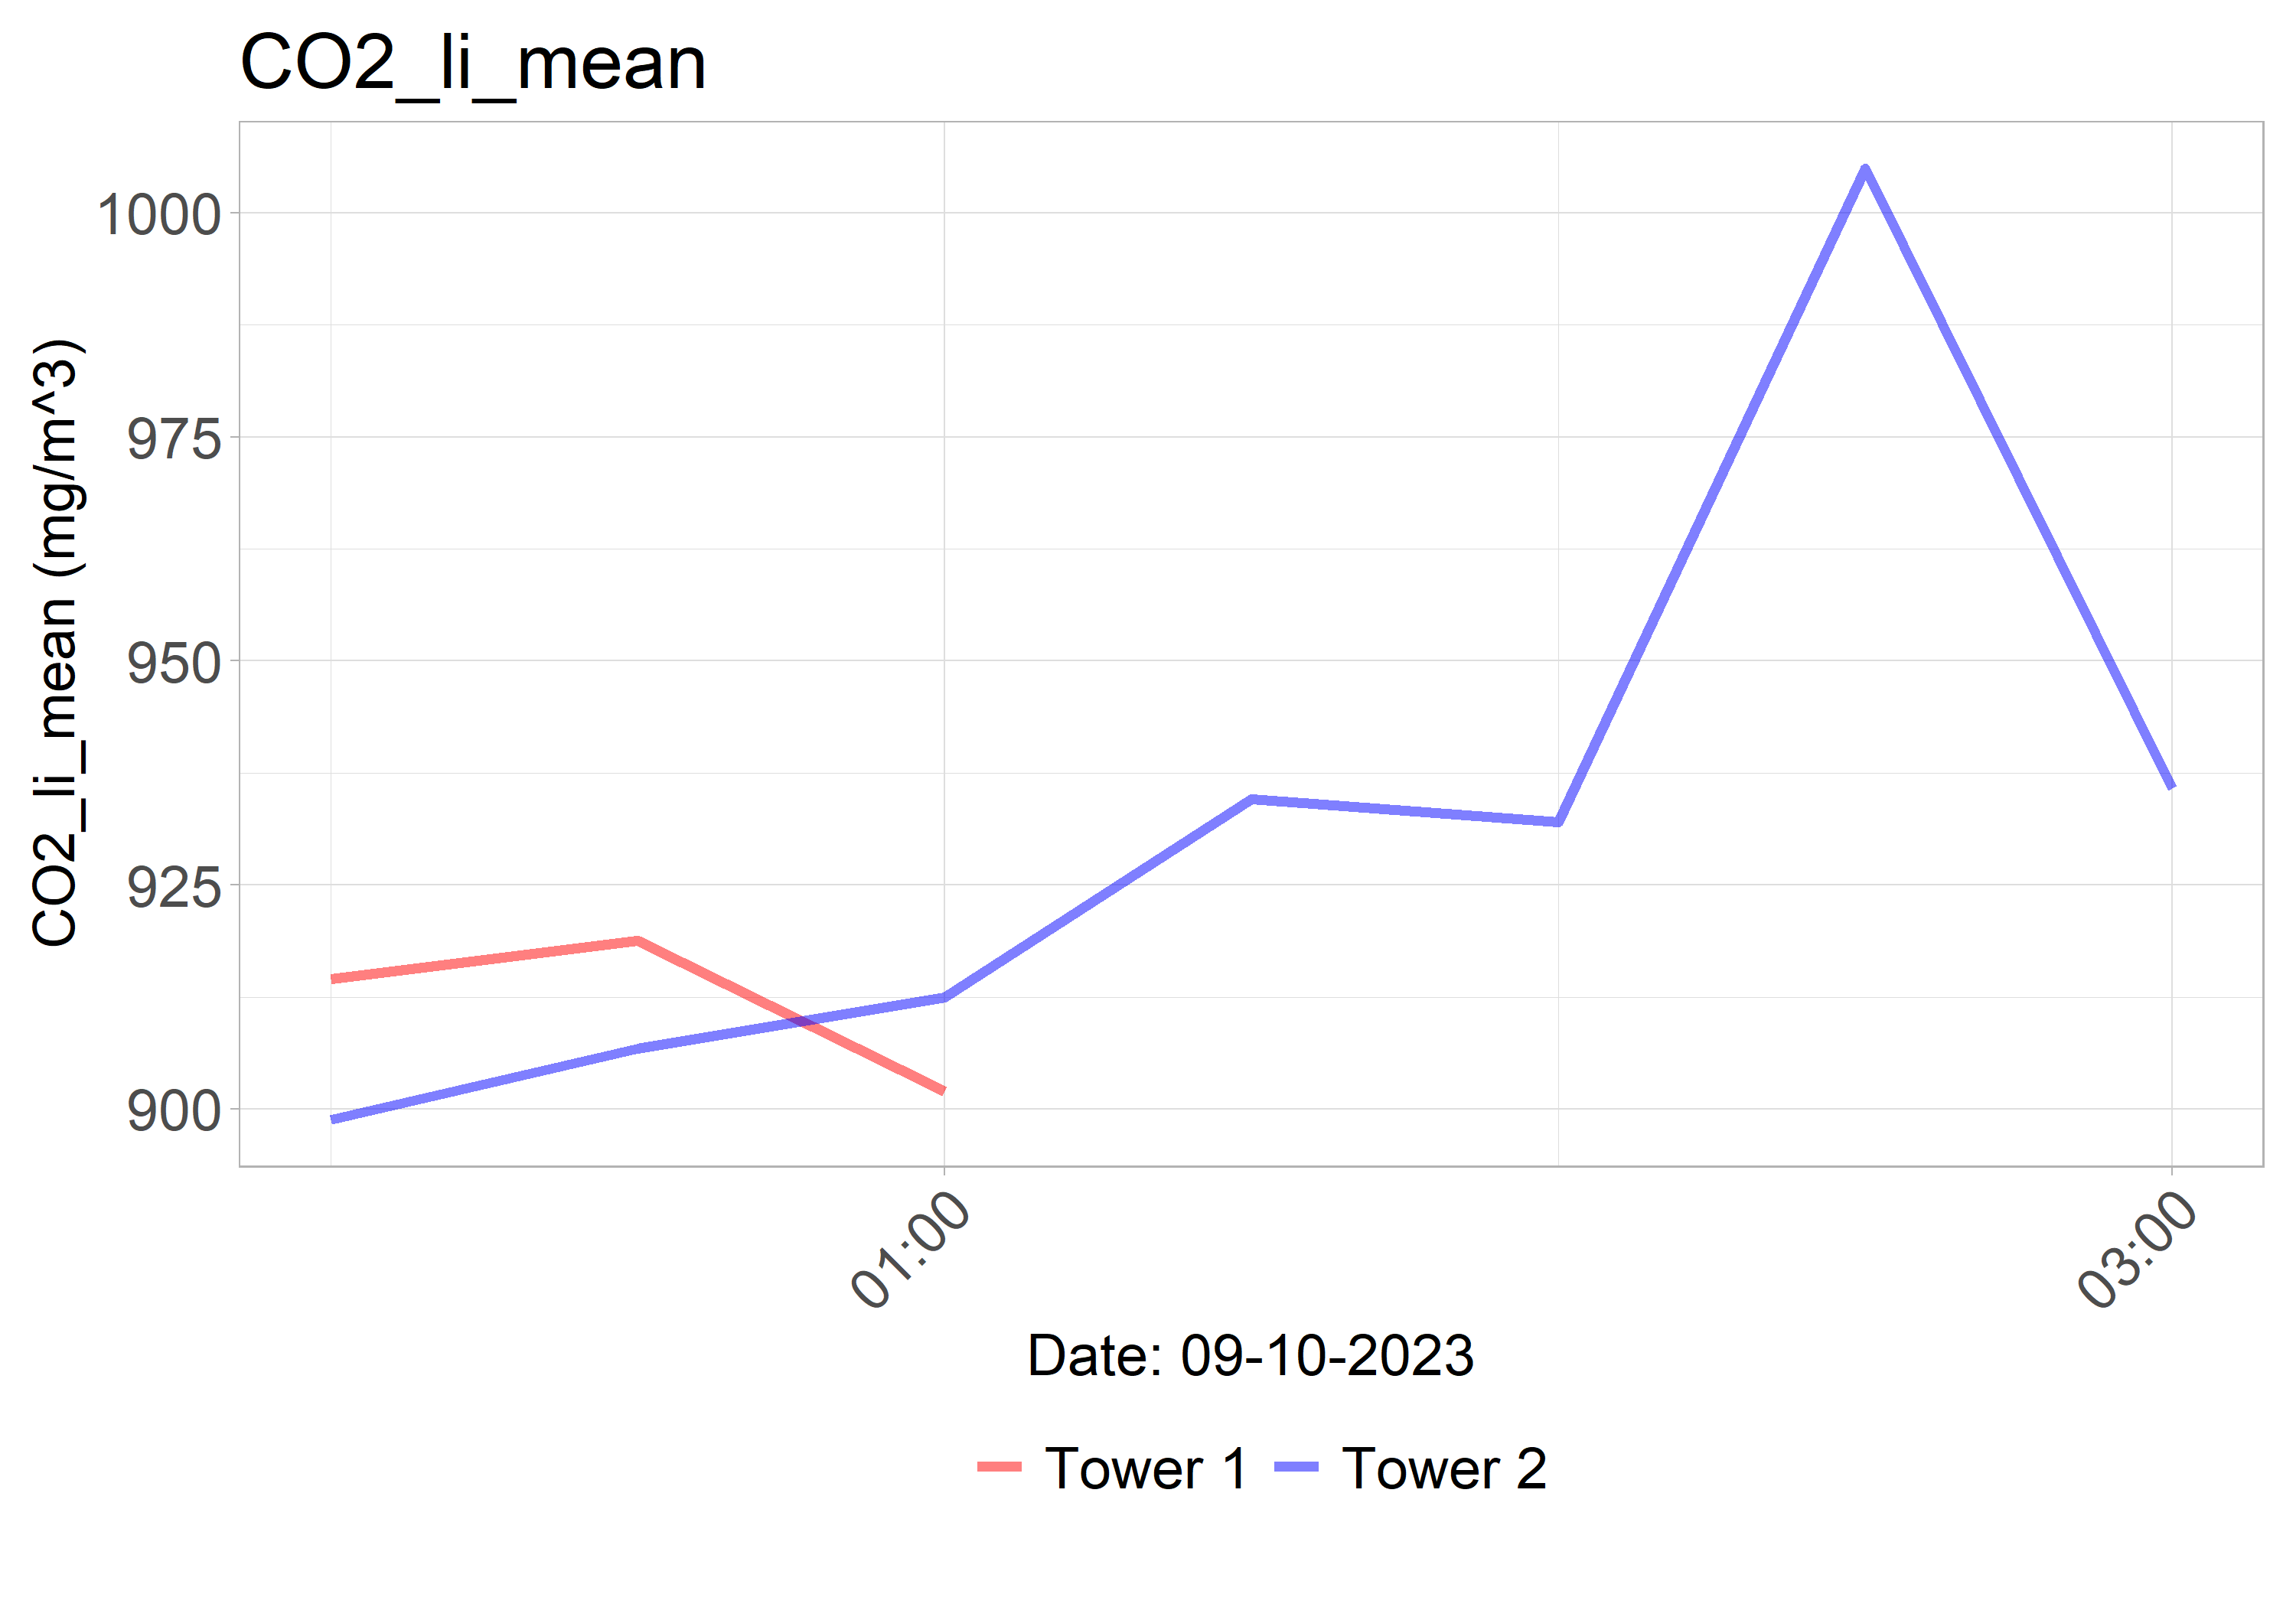 CO2_li_mean
CO2_li_mean (mg/m^3)
1000
975
950
925
900
01:00
03:00
Date: 09-10-2023
Tower 1
Tower 2